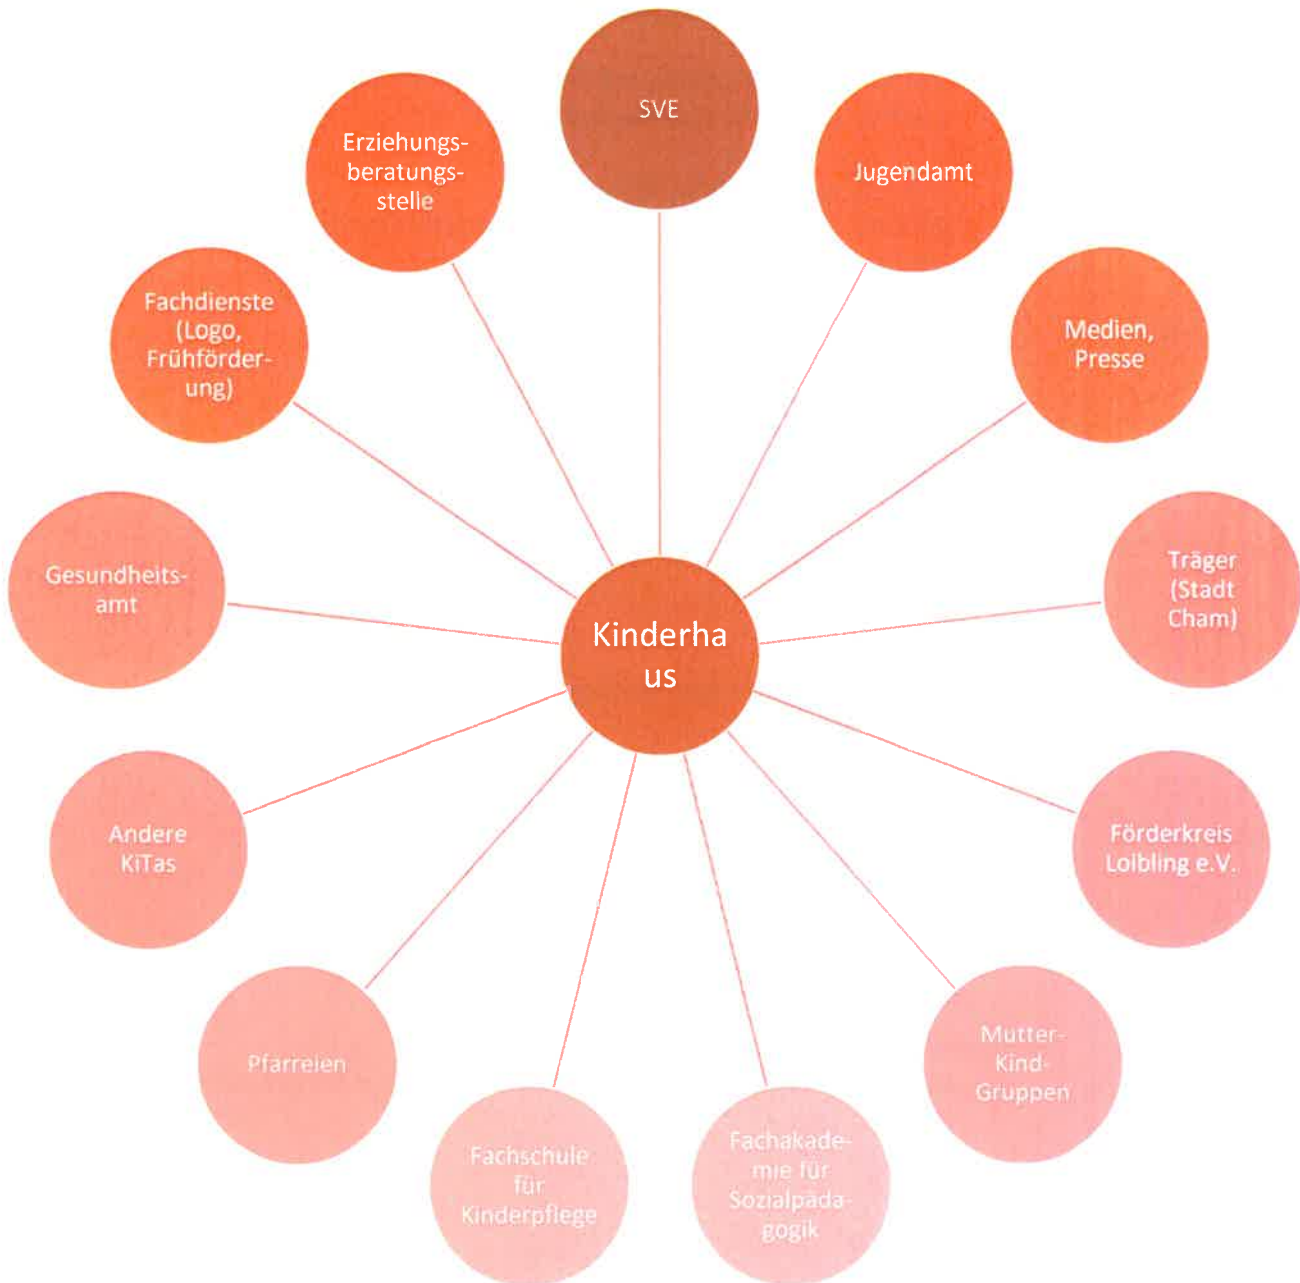 SVE
Jugendamt
Medien,
Presse
Träger
(Stadt
Cham)
Förderkreis
Loibling e.V.
Mutter-
Kind-
Gruppen
Fachakade-
mie für
Sozialpäda-
gogik
Fachschule
für
Kinderpflege
Pfarreien
Andere
KiTas
Gesundheits-
amt
Fachdienste
(Logo,
Frühförder-
ung)
Erziehungs-
beratungs-
stelle
Kinderha
us